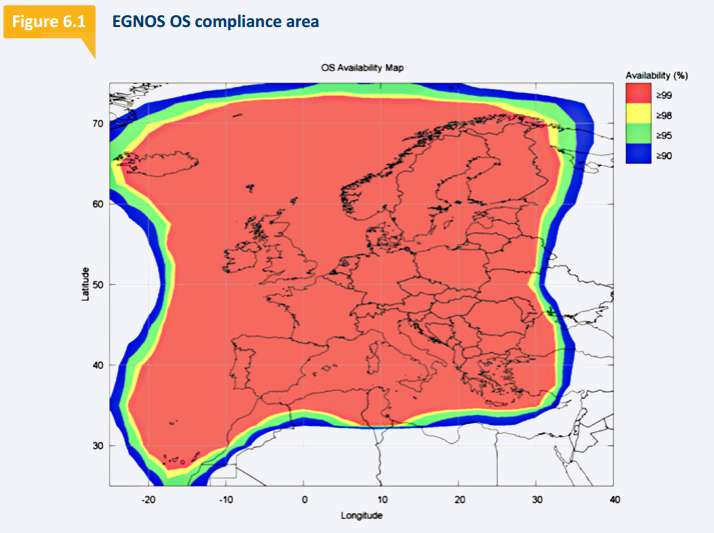 Figure 6.1 EGNOS OS compliance area
OS Availability Map
Availability (%)
≥99
≥98
≥95
≥90
70
60
50
40
30
Latitude
-20 -10 0 10 20 30 40
Longitude